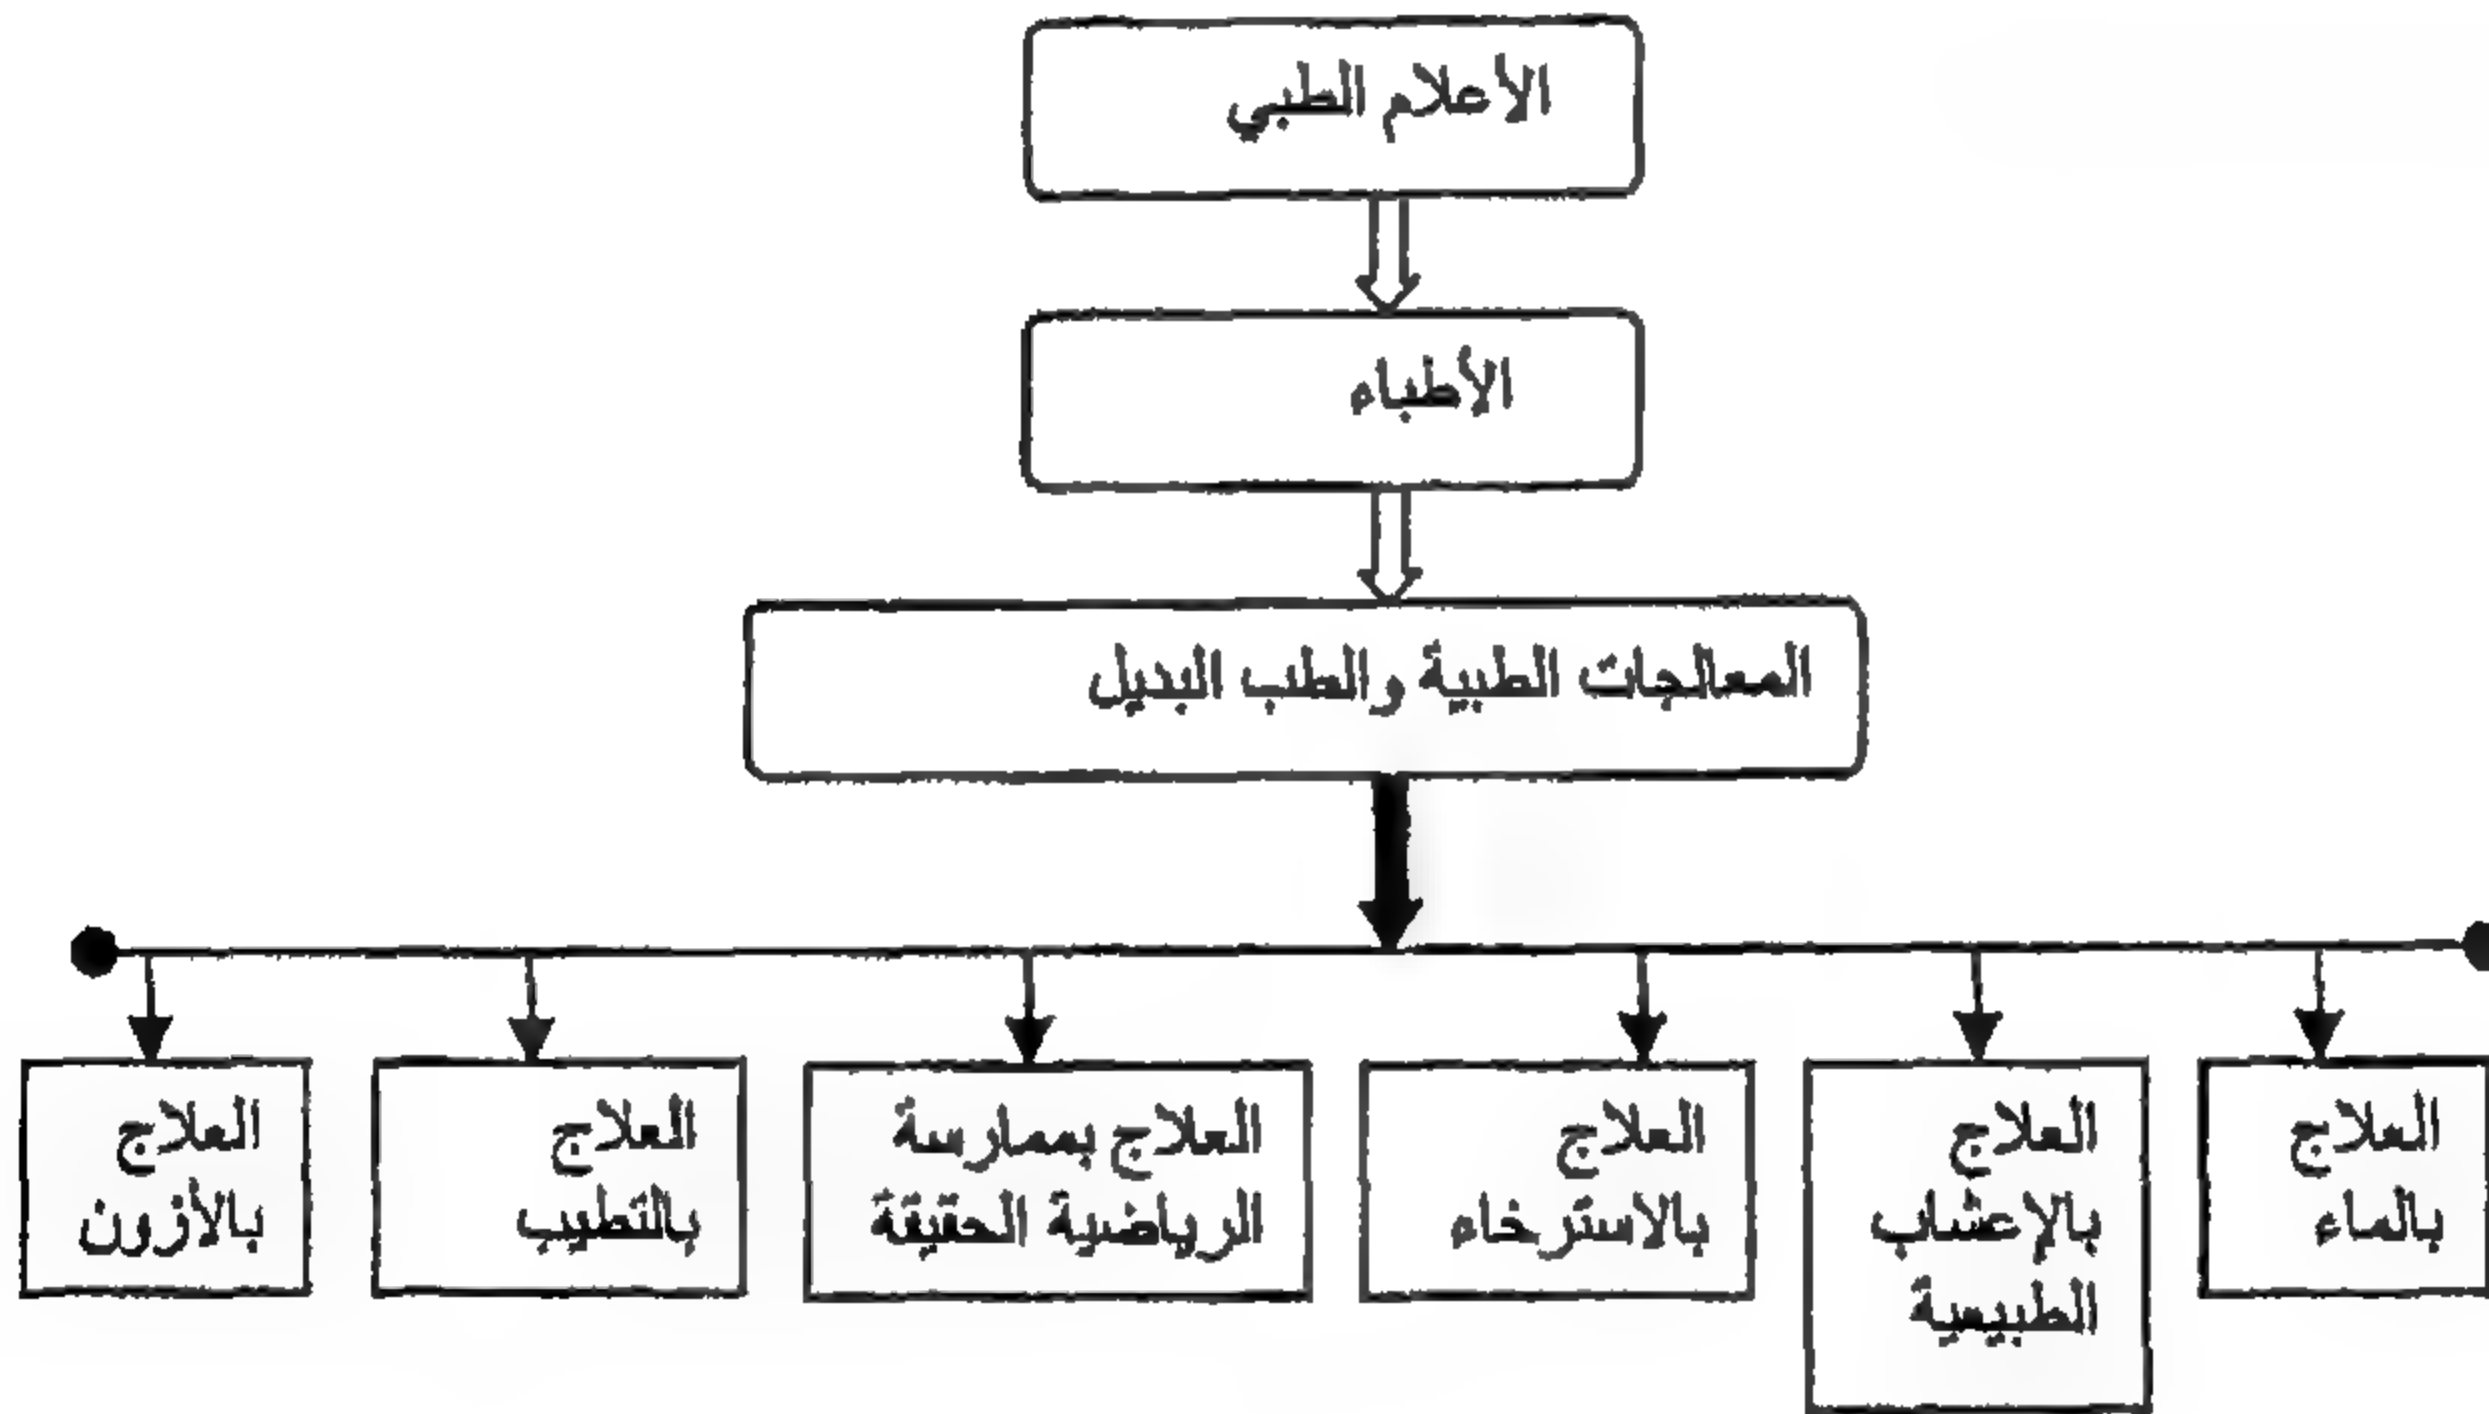 الأعلام الطبي
الأطباء
المعالجات الطبية والطب البديل
العلاج
بالماء
العلاج
بالإعشاب
الطبيعية
العلاج
بالاسترخاء
العلاج بممارسة
الرياضية الحقيقة
العلاج
بالتطيب
العلاج
بالأزون